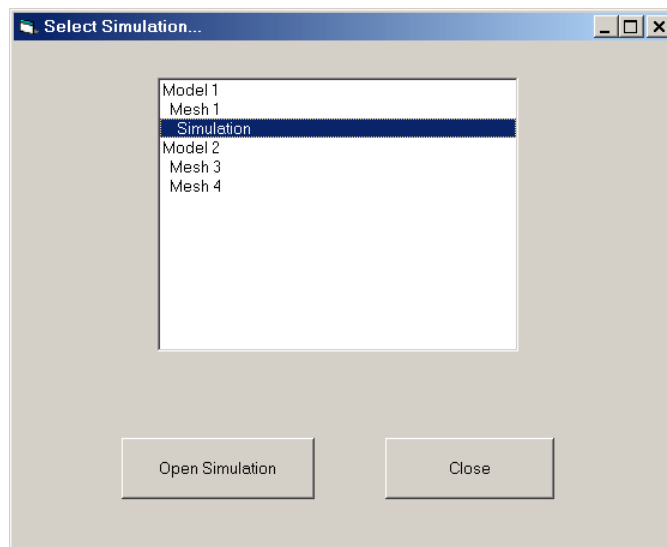 Select Simulation...
Model 1
Mesh 1
Simulation
Model 2
Mesh 3
Mesh 4
Open Simulation
Close